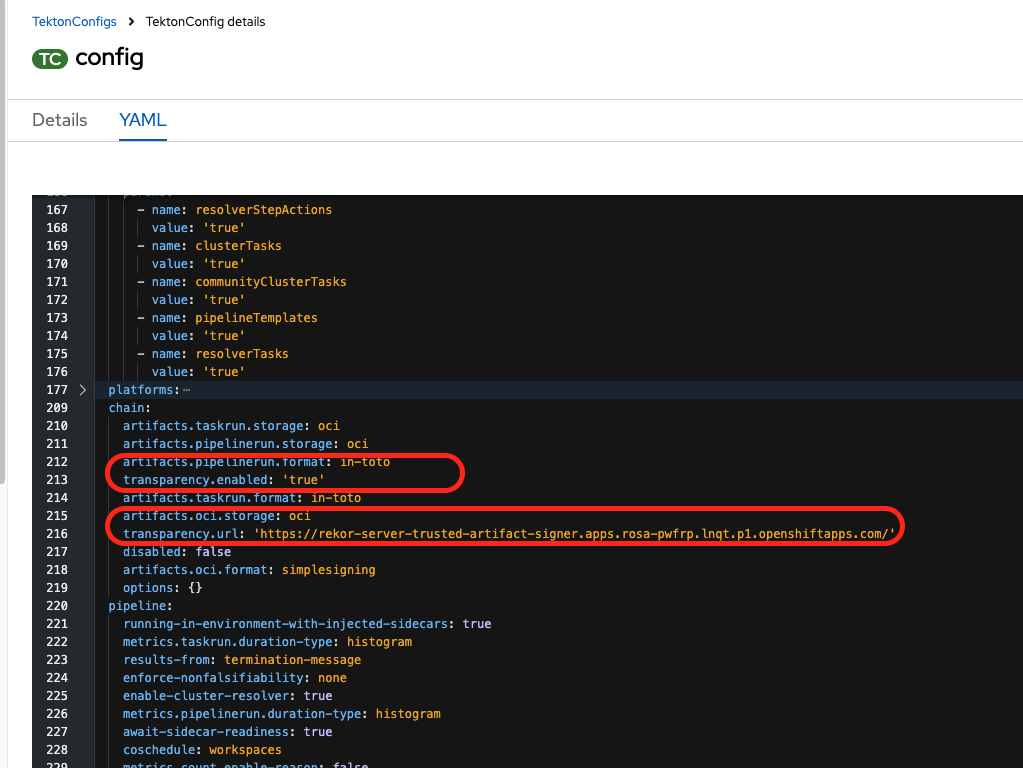 TektonConfigs > TektonConfig details
TC config
Details YAML
167 - name: resolverStepActions
168 value: 'true'
169 - name: clusterTasks
170 value: 'true'
171 - name: communityClusterTasks
172 value: 'true'
173 - name: pipelineTemplates
174 value: 'true'
175 - name: resolverTasks
176 value: 'true'
177 > platforms:⋯
209 chain:
210 artifacts.taskrun.storage: oci
211 artifacts.pipelinerun.storage: oci
212 artifacts.pipelinerun.format: in-toto
213 transparency.enabled: 'true'
214 artifacts.taskrun.format: in-toto
215 artifacts.oci.storage: oci
216 transparency.url: 'https://rekor-server-trusted-artifact-signer.apps.rosa-pwfrp.lnqt.p1.openshiftapps.com/'
217 disabled: false
218 artifacts.oci.format: simplesigning
219 options: {}
220 pipeline:
221 running-in-environment-with-injected-sidecars: true
222 metrics.taskrun.duration-type: histogram
223 results-from: termination-message
224 enforce-nonfalsifiability: none
225 enable-cluster-resolver: true
226 metrics.pipelinerun.duration-type: histogram
227 await-sidecar-readiness: true
228 coschedule: workspaces
229 metrics.count.enable-reason: false